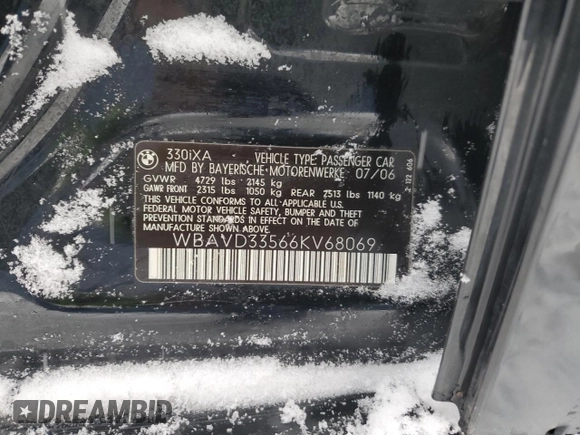 330iXA VEHICLE TYPE: PASSENGER CAR
MFD BY BAYERISCHE MOTORENWERKE 07/06
GVWR 4729 lbs 2145 kg
GAWR FRONT 2315 lbs 1050 kg REAR 2513 lbs 1140 kg
THIS VEHICLE CONFORMS TO ALL APPLICABLE
FEDERAL MOTOR VEHICLE SAFETY, BUMPER AND THEFT
PREVENTION STANDARDS IN EFFECT ON THE DATE OF
MANUFACTURE SHOWN ABOVE.
WBAVD33566KV68069
DREAMBID